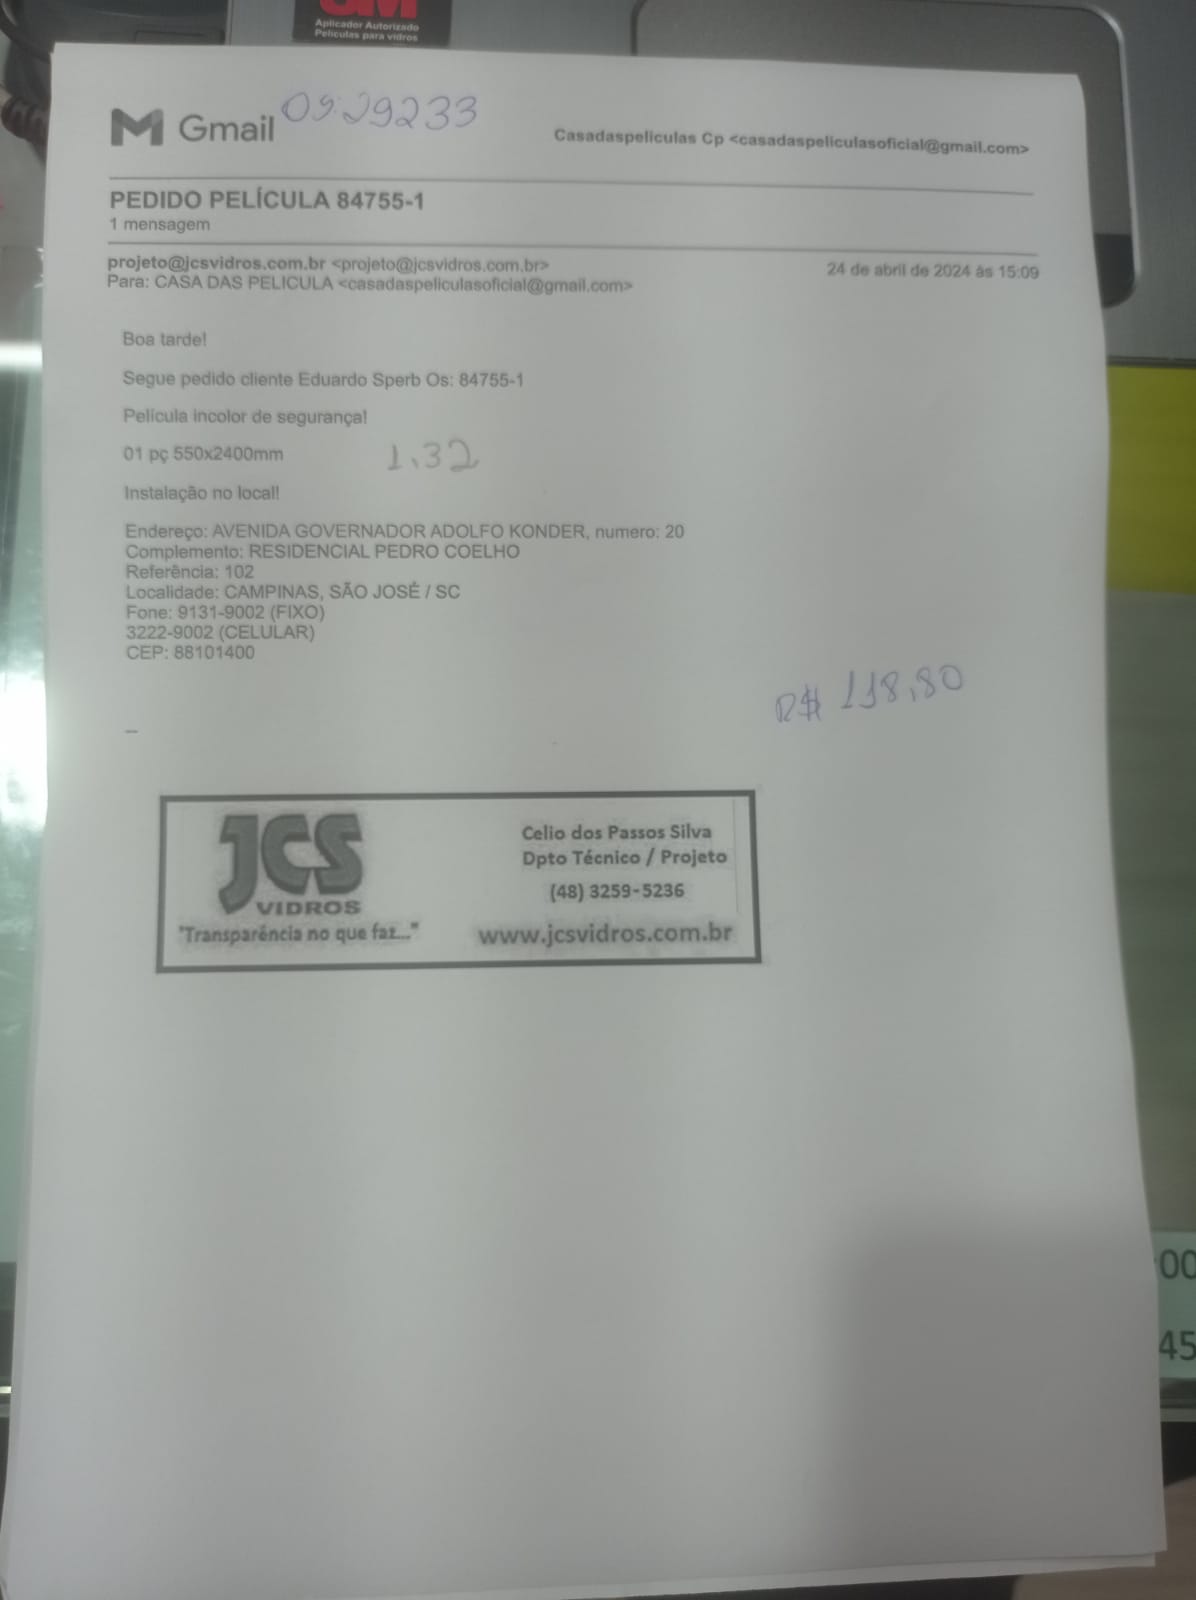 3M
Aplicador Autorizado
Películas para vidros
Gmail
0929233
Casadaspeliculas Cp <casadaspeliculasoficial@gmail.com>
PEDIDO PELÍCULA 84755-1
1 mensagem
projeto@jcsvidros.com.br <projeto@jcsvidros.com.br>
24 de abril de 2024 às 15:09
Para: CASA DAS PELICULA <casadaspeliculasoficial@gmail.com>
Boa tarde!
Segue pedido cliente Eduardo Sperb Os: 84755-1
Película incolor de segurança!
01 pç 550x2400mm
1,32
Instalação no local!
Endereço: AVENIDA GOVERNADOR ADOLFO KONDER, numero: 20
Complemento: RESIDENCIAL PEDRO COELHO
Referência: 102
Localidade: CAMPINAS, SÃO JOSÉ / SC
Fone: 9131-9002 (FIXO)
3222-9002 (CELULAR)
CEP: 88101400
R$ 118,80
--
JCS
VIDROS
"Transparência no que faz..."
Celio dos Passos Silva
Dpto Técnico / Projeto
(48) 3259-5236
www.jcsvidros.com.br
00
45